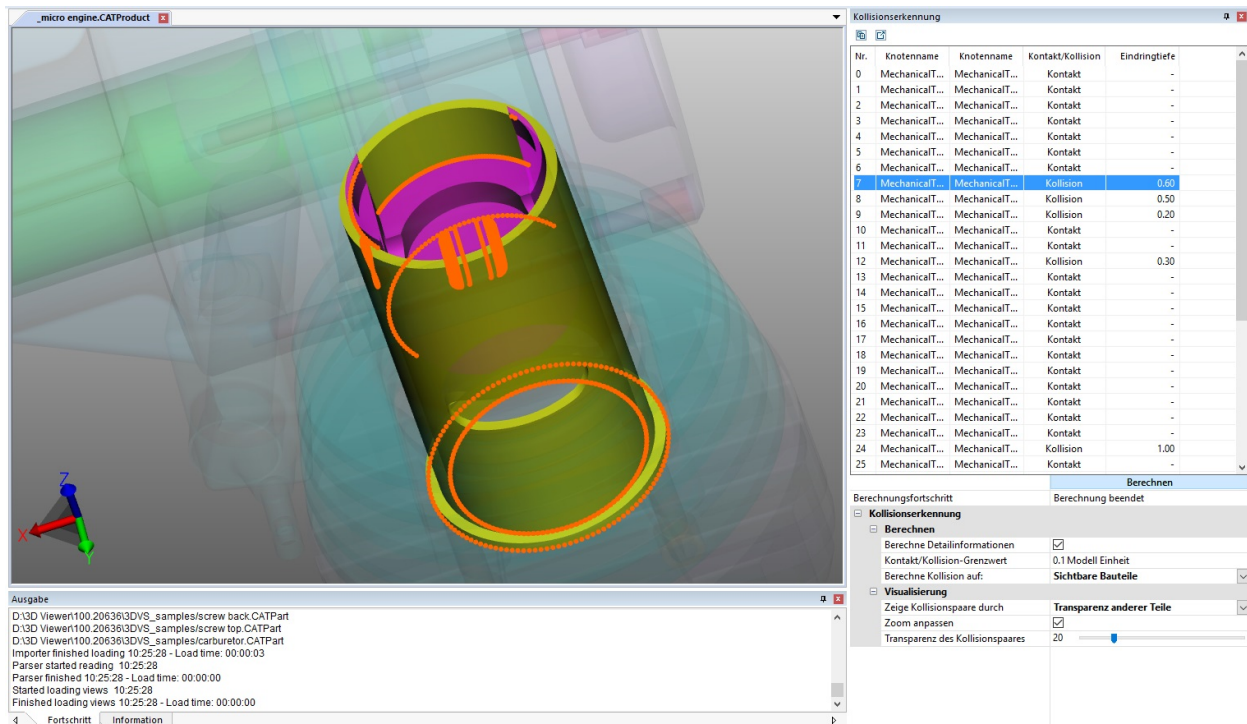 _micro engine.CATProduct
Kollisionserkennung
Nr. Knotenname Knotenname Kontakt/Kollision Eindringtiefe
0 MechanicalT... MechanicalT... Kontakt -
1 MechanicalT... MechanicalT... Kontakt -
2 MechanicalT... MechanicalT... Kontakt -
3 MechanicalT... MechanicalT... Kontakt -
4 MechanicalT... MechanicalT... Kontakt -
5 MechanicalT... MechanicalT... Kontakt -
6 MechanicalT... MechanicalT... Kontakt -
7 MechanicalT... MechanicalT... Kollision 0.60
8 MechanicalT... MechanicalT... Kollision 0.50
9 MechanicalT... MechanicalT... Kollision 0.20
10 MechanicalT... MechanicalT... Kontakt -
11 MechanicalT... MechanicalT... Kontakt -
12 MechanicalT... MechanicalT... Kollision 0.30
13 MechanicalT... MechanicalT... Kontakt -
14 MechanicalT... MechanicalT... Kontakt -
15 MechanicalT... MechanicalT... Kontakt -
16 MechanicalT... MechanicalT... Kontakt -
17 MechanicalT... MechanicalT... Kontakt -
18 MechanicalT... MechanicalT... Kontakt -
19 MechanicalT... MechanicalT... Kontakt -
20 MechanicalT... MechanicalT... Kontakt -
21 MechanicalT... MechanicalT... Kontakt -
22 MechanicalT... MechanicalT... Kontakt -
23 MechanicalT... MechanicalT... Kontakt -
24 MechanicalT... MechanicalT... Kollision 1.00
25 MechanicalT... MechanicalT... Kontakt -
Berechnen
Berechnungsfortschritt Berechnung beendet
Kollisionserkennung
Berechnen
Berechne Detailinformationen
Kontakt/Kollision-Grenzwert 0.1 Modell Einheit
Berechne Kollision auf: Sichtbare Bauteile
Visualisierung
Zeige Kollisionspaare durch Transparenz anderer Teile
Zoom anpassen
Transparenz des Kollisionspaares 20
Z
X
Y
Ausgabe
D:\3D Viewer\100.20636\3DVS_samples/screw back.CATPart
D:\3D Viewer\100.20636\3DVS_samples/screw top.CATPart
D:\3D Viewer\100.20636\3DVS_samples/carburetor.CATPart
Importer finished loading 10:25:28 - Load time: 00:00:03
Parser started reading 10:25:28
Parser finished 10:25:28 - Load time: 00:00:00
Started loading views 10:25:28
Finished loading views 10:25:28 - Load time: 00:00:00
Fortschritt Information